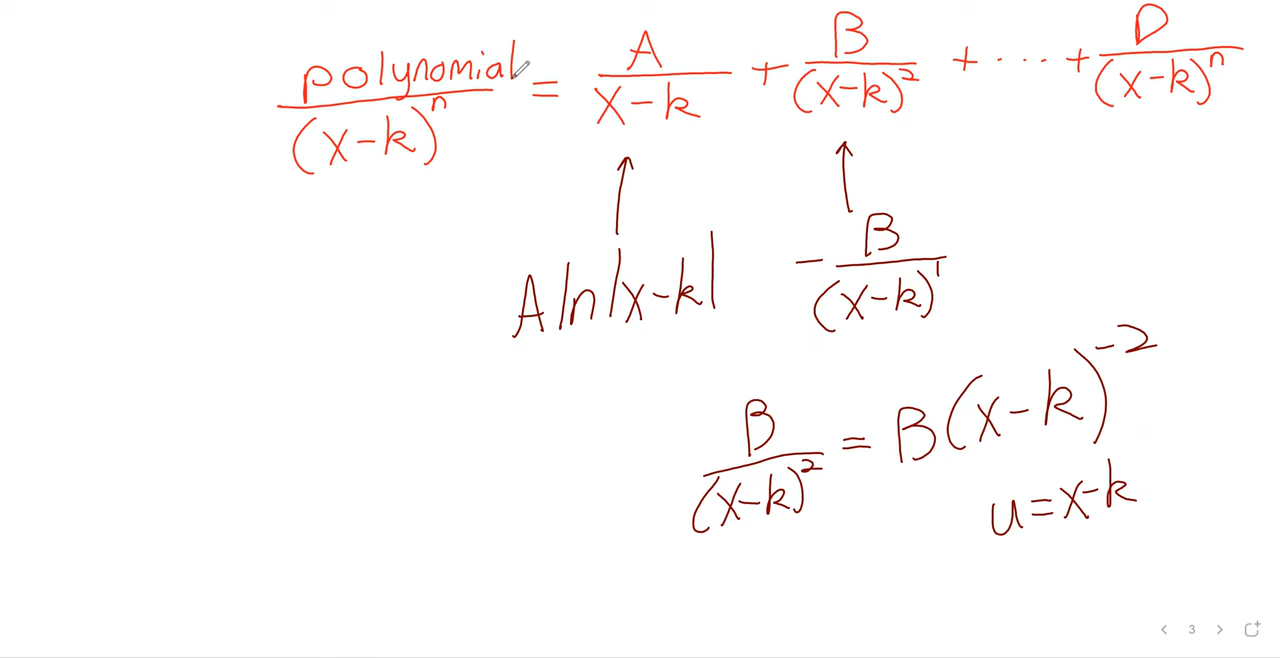 polynomial/(x-k)^n = A/(x-k) + B/(x-k)^2 + ... + D/(x-k)^n
A ln|x-k| - B/(x-k)^1
B/(x-k)^2 = B(x-k)^-2
u=x-k
3